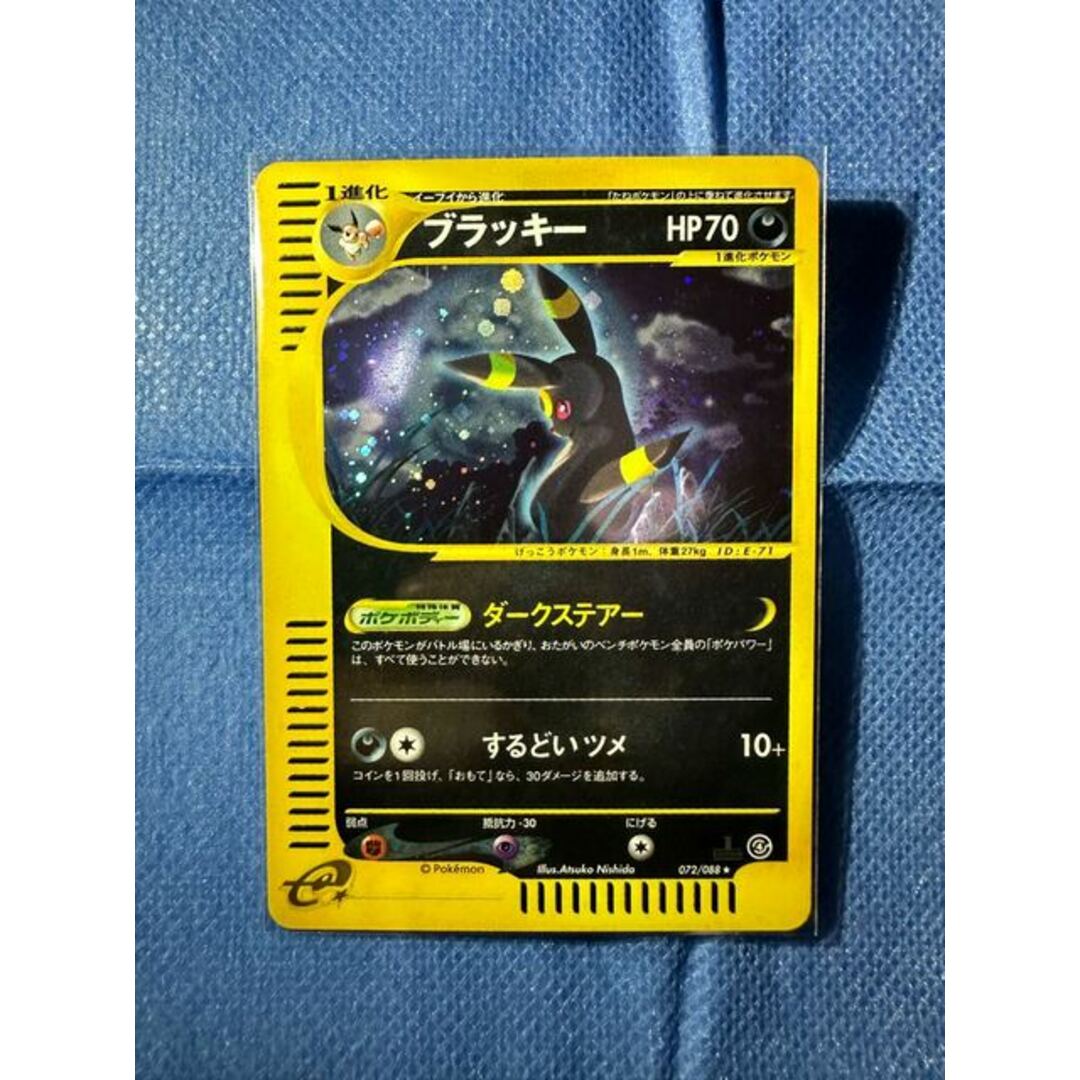 1進化
イーブイから進化
「たねポケモン」の上に重ねて進化させます
ブラッキー HP70
1進化ポケモン
げっこうポケモン：身長1m、体重27kg ID:E-71
特殊体質
ポケボディー ダークステアー
このポケモンがバトル場にいるかぎり、おたがいのベンチポケモン全員の「ポケパワー」
は、すべて使うことができない。
するどいツメ 10+
コインを1回投げ、「おもて」なら、30ダメージを追加する。
弱点 抵抗力 -30 にげる
© Pokémon Illus.Atsuko Nishida 072/088 ★
e